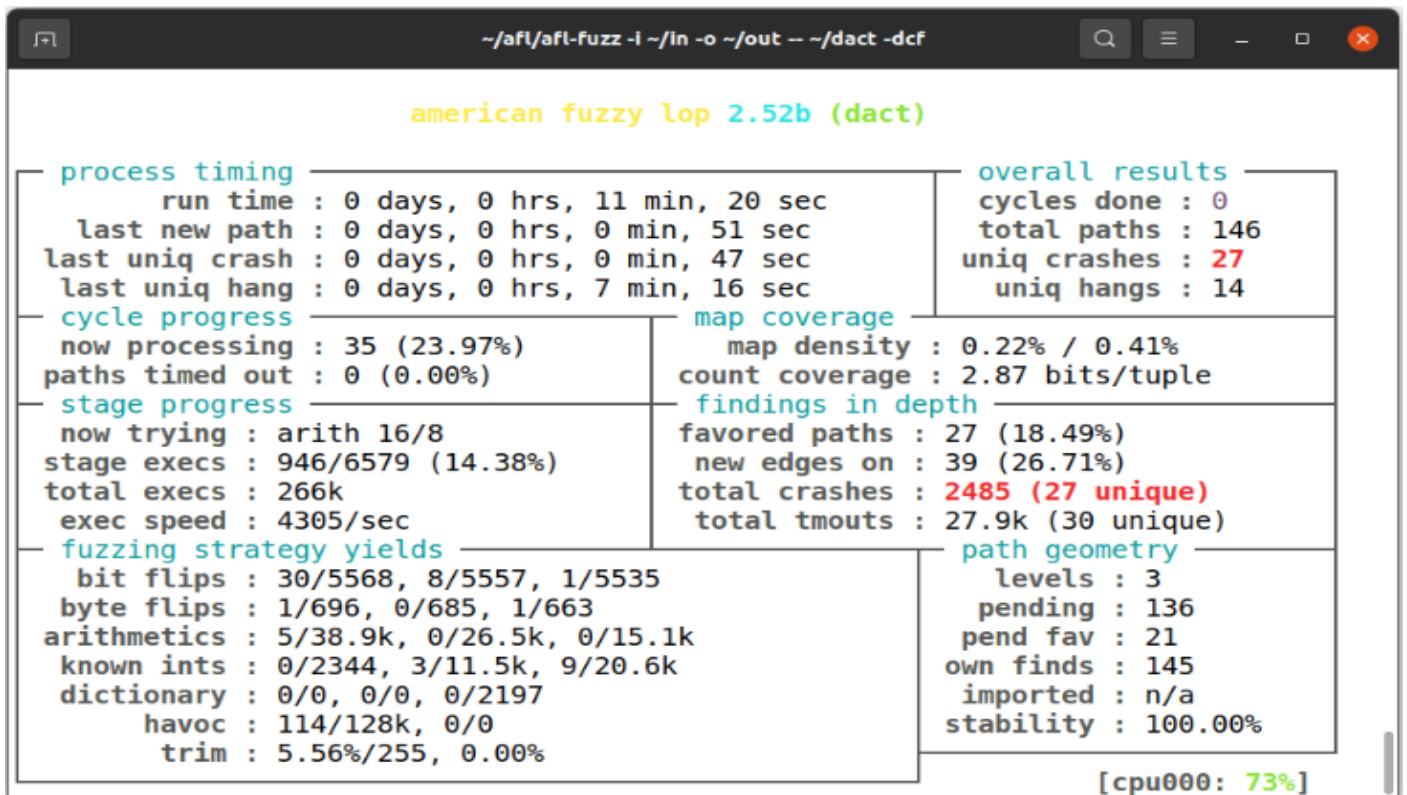 ~/afl/afl-fuzz -i ~/in -o ~/out -- ~/dact -dcf
american fuzzy lop 2.52b (dact)
process timing
run time : 0 days, 0 hrs, 11 min, 20 sec
last new path : 0 days, 0 hrs, 0 min, 51 sec
last uniq crash : 0 days, 0 hrs, 0 min, 47 sec
last uniq hang : 0 days, 0 hrs, 7 min, 16 sec
overall results
cycles done : 0
total paths : 146
uniq crashes : 27
uniq hangs : 14
cycle progress
now processing : 35 (23.97%)
paths timed out : 0 (0.00%)
map coverage
map density : 0.22% / 0.41%
count coverage : 2.87 bits/tuple
stage progress
now trying : arith 16/8
stage execs : 946/6579 (14.38%)
total execs : 266k
exec speed : 4305/sec
findings in depth
favored paths : 27 (18.49%)
new edges on : 39 (26.71%)
total crashes : 2485 (27 unique)
total tmouts : 27.9k (30 unique)
fuzzing strategy yields
bit flips : 30/5568, 8/5557, 1/5535
byte flips : 1/696, 0/685, 1/663
arithmetics : 5/38.9k, 0/26.5k, 0/15.1k
known ints : 0/2344, 3/11.5k, 9/20.6k
dictionary : 0/0, 0/0, 0/2197
havoc : 114/128k, 0/0
trim : 5.56%/255, 0.00%
path geometry
levels : 3
pending : 136
pend fav : 21
own finds : 145
imported : n/a
stability : 100.00%
[cpu000: 73%]